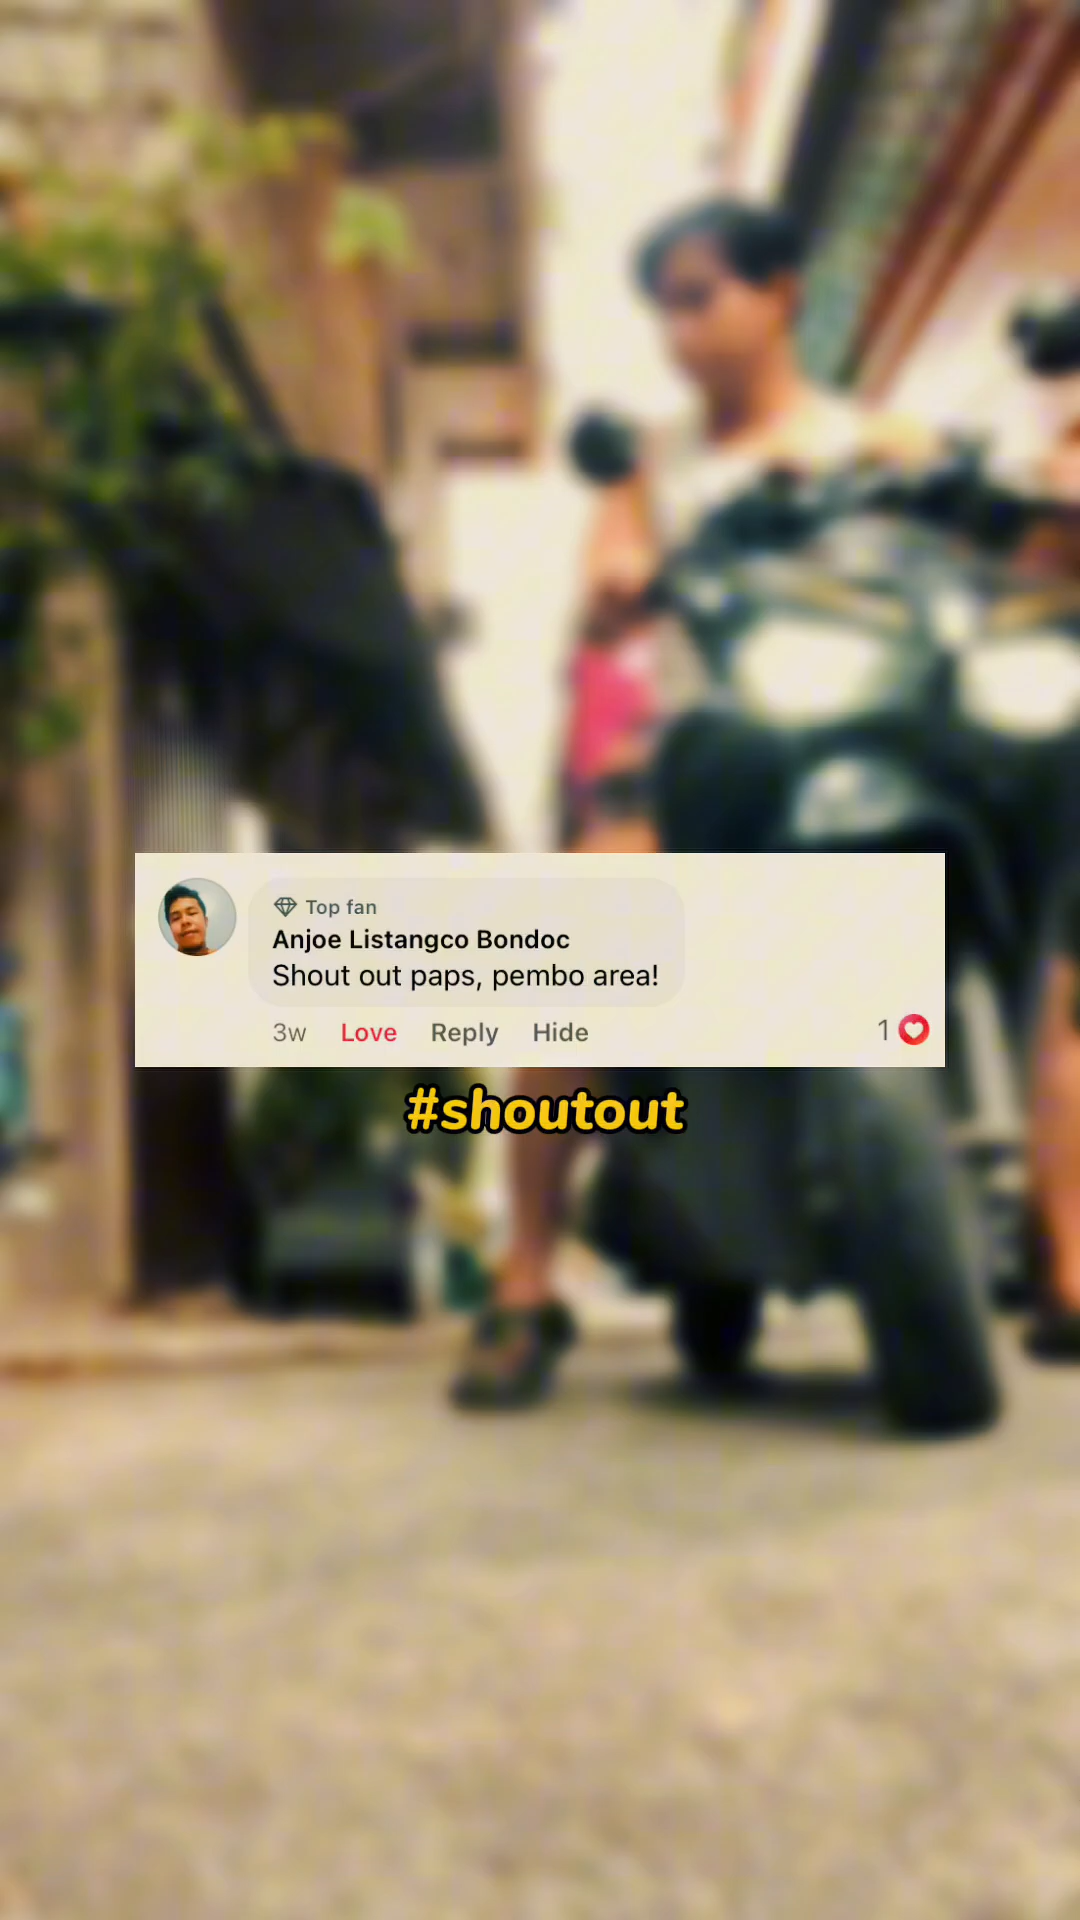 Top fan
Anjoe Listangco Bondoc
Shout out paps, pembo area!
3w Love Reply Hide 1
#shoutout